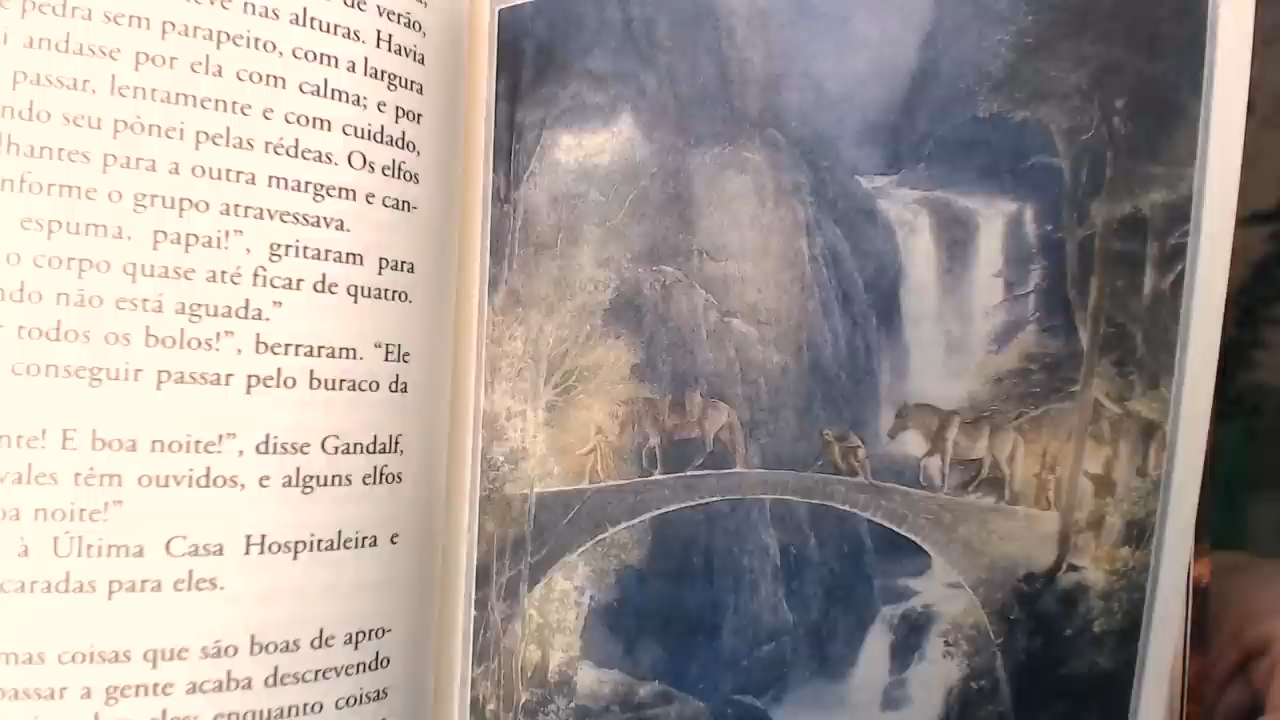 de verão,
nas alturas. Havia
pedra sem parapeito, com a largura
andasse por ela com calma; e por
passar, lentamente e com cuidado,
ndo seu pônei pelas rédeas. Os elfos
lhantes para a outra margem e can-
nforme o grupo atravessava.
espuma, papai!”, gritaram para
o corpo quase até ficar de quatro.
ndo não está aguada.”
todos os bolos!”, berraram. “Ele
conseguir passar pelo buraco da
nte! E boa noite!”, disse Gandalf,
vales têm ouvidos, e alguns elfos
oa noite!”
à Última Casa Hospitaleira e
caradas para eles.
mas coisas que são boas de apro-
passar a gente acaba descrevendo
enquanto coisas